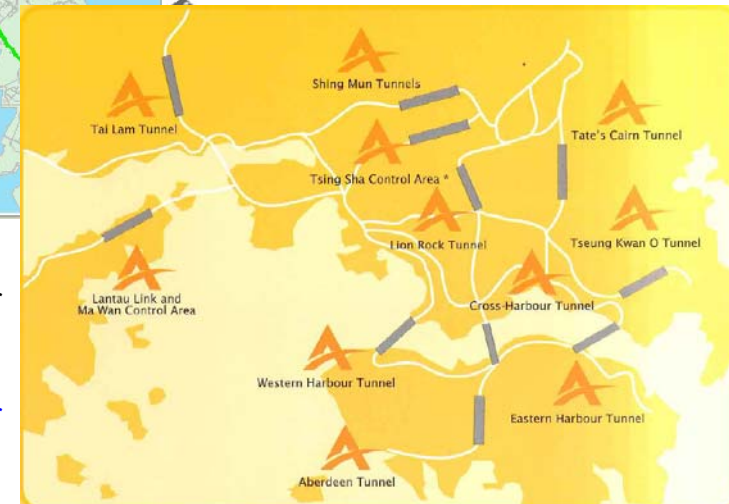 Shing Mun Tunnels
Tai Lam Tunnel
Tate's Cairn Tunnel
Tsing Sha Control Area *
Lion Rock Tunnel
Tseung Kwan O Tunnel
Lantau Link and
Ma Wan Control Area
Cross-Harbour Tunnel
Western Harbour Tunnel
Eastern Harbour Tunnel
Aberdeen Tunnel